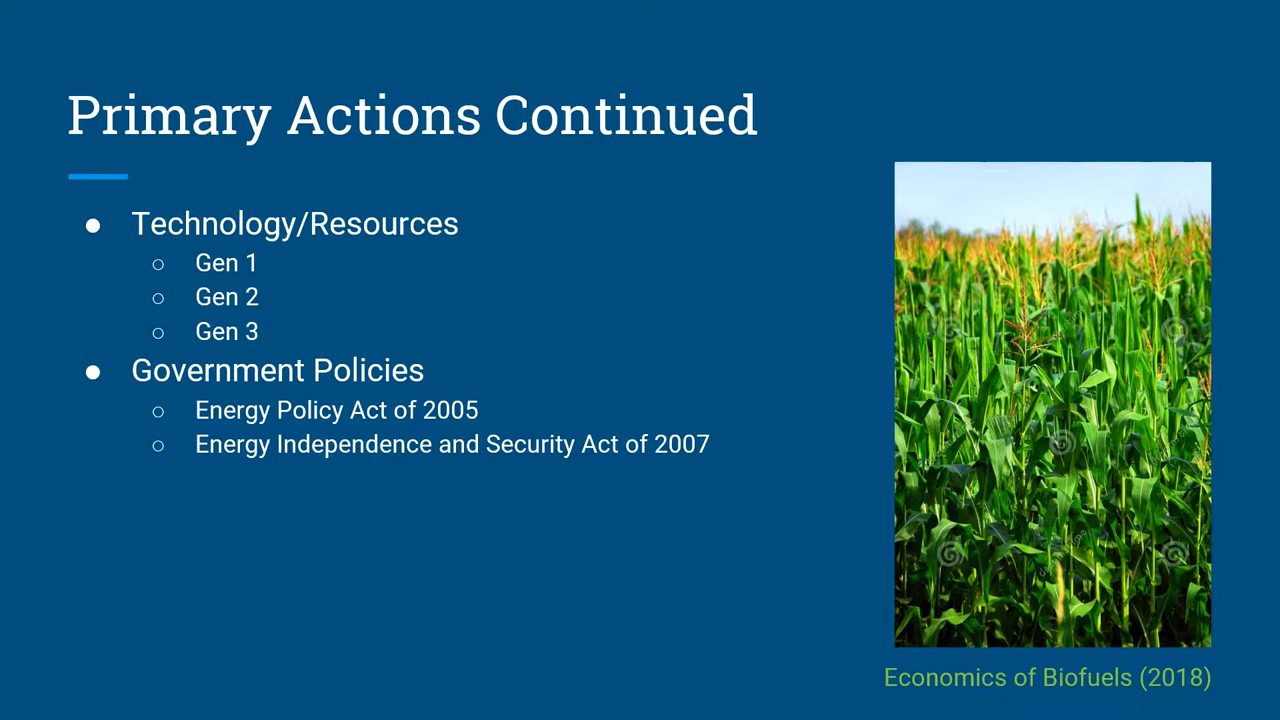 Primary Actions Continued
● Technology/Resources
○ Gen 1
○ Gen 2
○ Gen 3
● Government Policies
○ Energy Policy Act of 2005
○ Energy Independence and Security Act of 2007
Economics of Biofuels (2018)